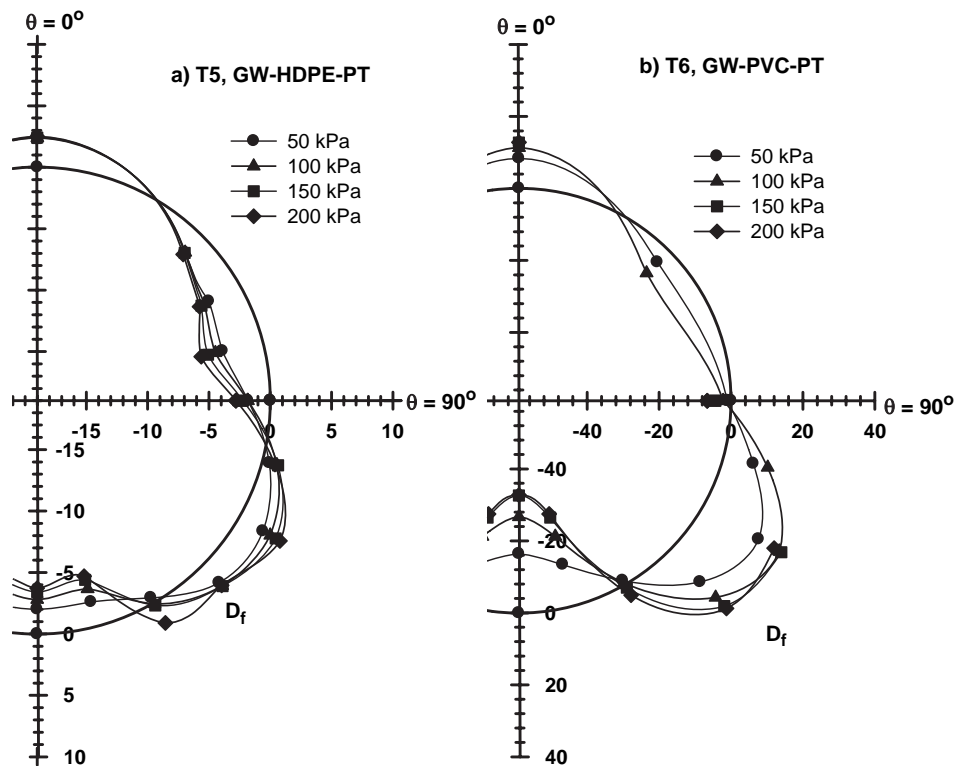 θ = 0°
a) T5, GW-HDPE-PT
50 kPa
100 kPa
150 kPa
200 kPa
θ = 90°
-15
-10
-5
0
5
10
-15
-10
-5
0
5
10
D_f
θ = 0°
b) T6, GW-PVC-PT
50 kPa
100 kPa
150 kPa
200 kPa
θ = 90°
-40
-20
0
20
40
-40
-20
0
20
40
D_f